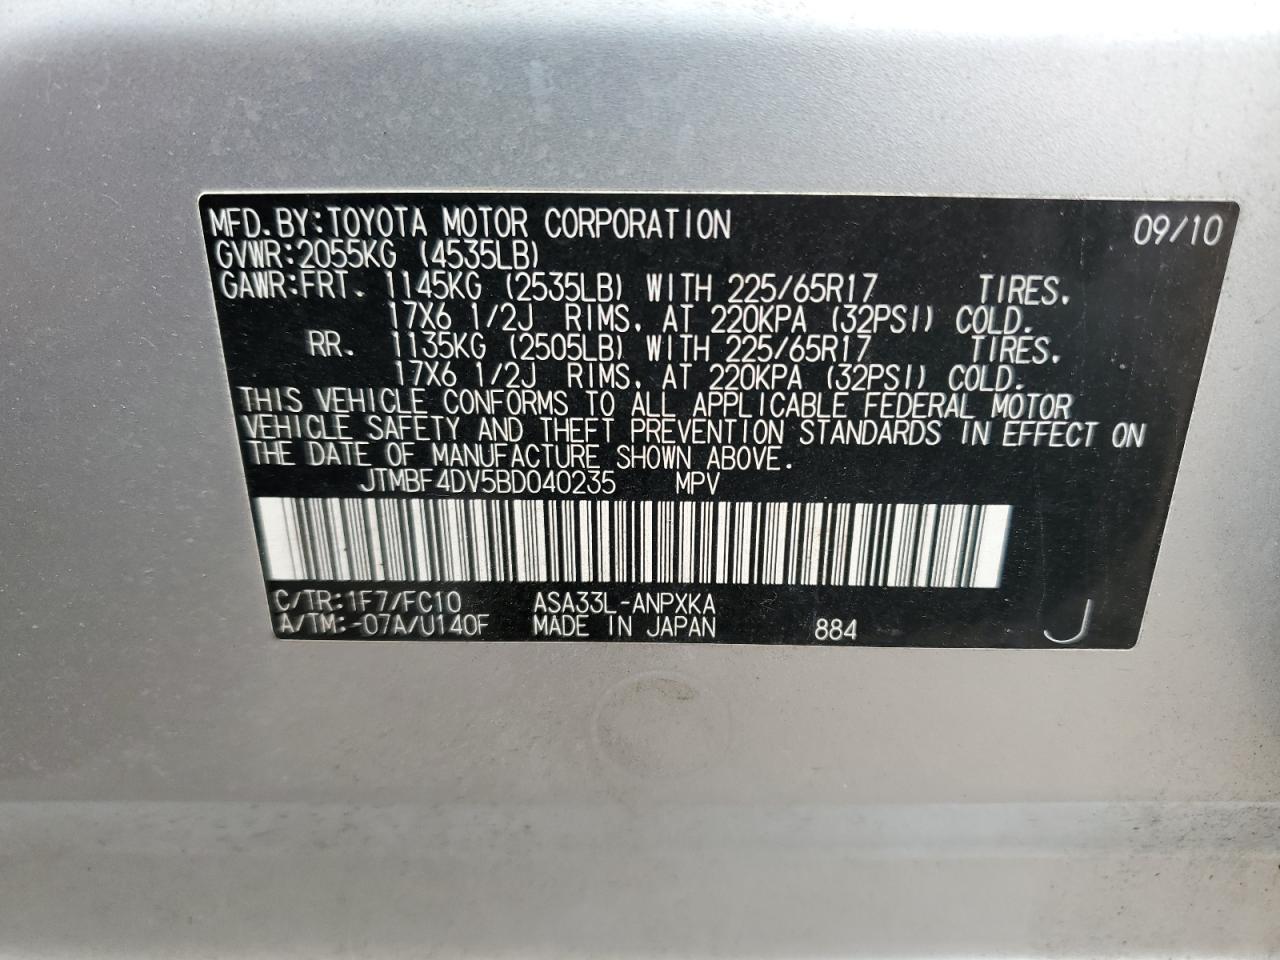 MFD. BY: TOYOTA MOTOR CORPORATION 09/10
GVWR: 2055KG (4535LB)
GAWR: FRT. 1145KG (2535LB) WITH 225/65R17 TIRES,
17X6 1/2J RIMS, AT 220KPA (32PSI) COLD.
RR. 1135KG (2505LB) WITH 225/65R17 TIRES,
17X6 1/2J RIMS, AT 220KPA (32PSI) COLD.
THIS VEHICLE CONFORMS TO ALL APPLICABLE FEDERAL MOTOR
VEHICLE SAFETY AND THEFT PREVENTION STANDARDS IN EFFECT ON
THE DATE OF MANUFACTURE SHOWN ABOVE.
JTMBF4DV5BD040235 MPV
C/TR: 1F7/FC10 ASA33L-ANPXKA
A/TM: -07A/U140F MADE IN JAPAN 884 J